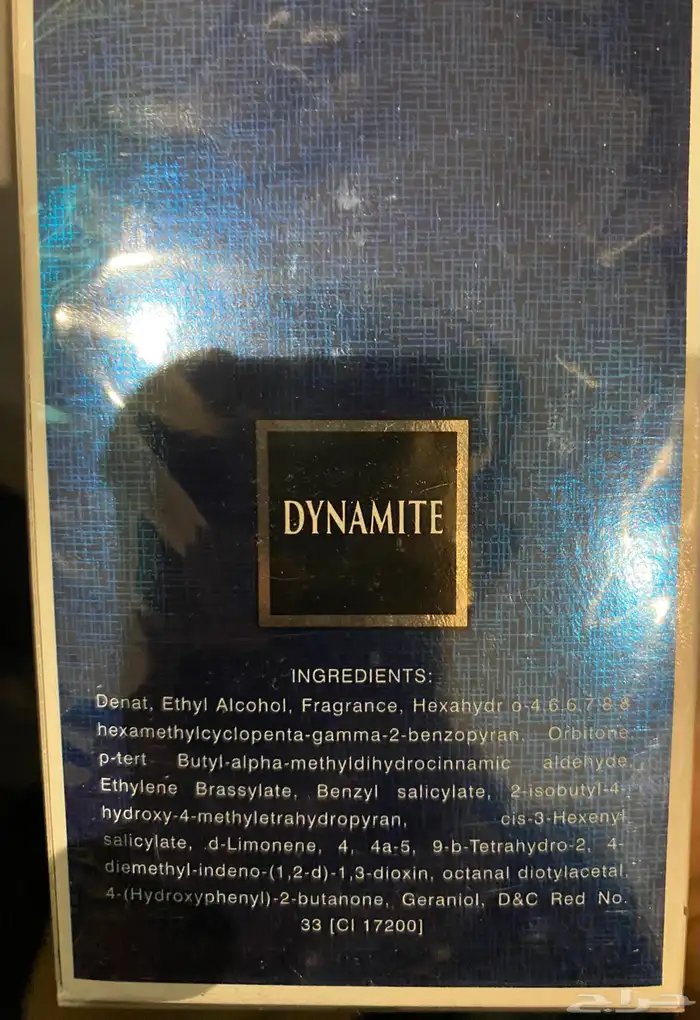 DYNAMITE
INGREDIENTS:
Denat, Ethyl Alcohol, Fragrance, Hexahydr o-4,6,6,7,8,8
hexamethylcyclopenta-gamma-2-benzopyran, Orbitone,
p-tert Butyl-alpha-methyldihydrocinnamic aldehyde,
Ethylene Brassylate, Benzyl salicylate, 2-isobutyl-4-
hydroxy-4-methyletrahydropyran, cis-3-Hexenyl
salicylate, d-Limonene, 4, 4a-5, 9-b-Tetrahydro-2, 4-
diemethyl-indeno-(1,2-d)-1,3-dioxin, octanal diotylacetal,
4-(Hydroxyphenyl)-2-butanone, Geraniol, D&C Red No.
33 [CI 17200]
حراج